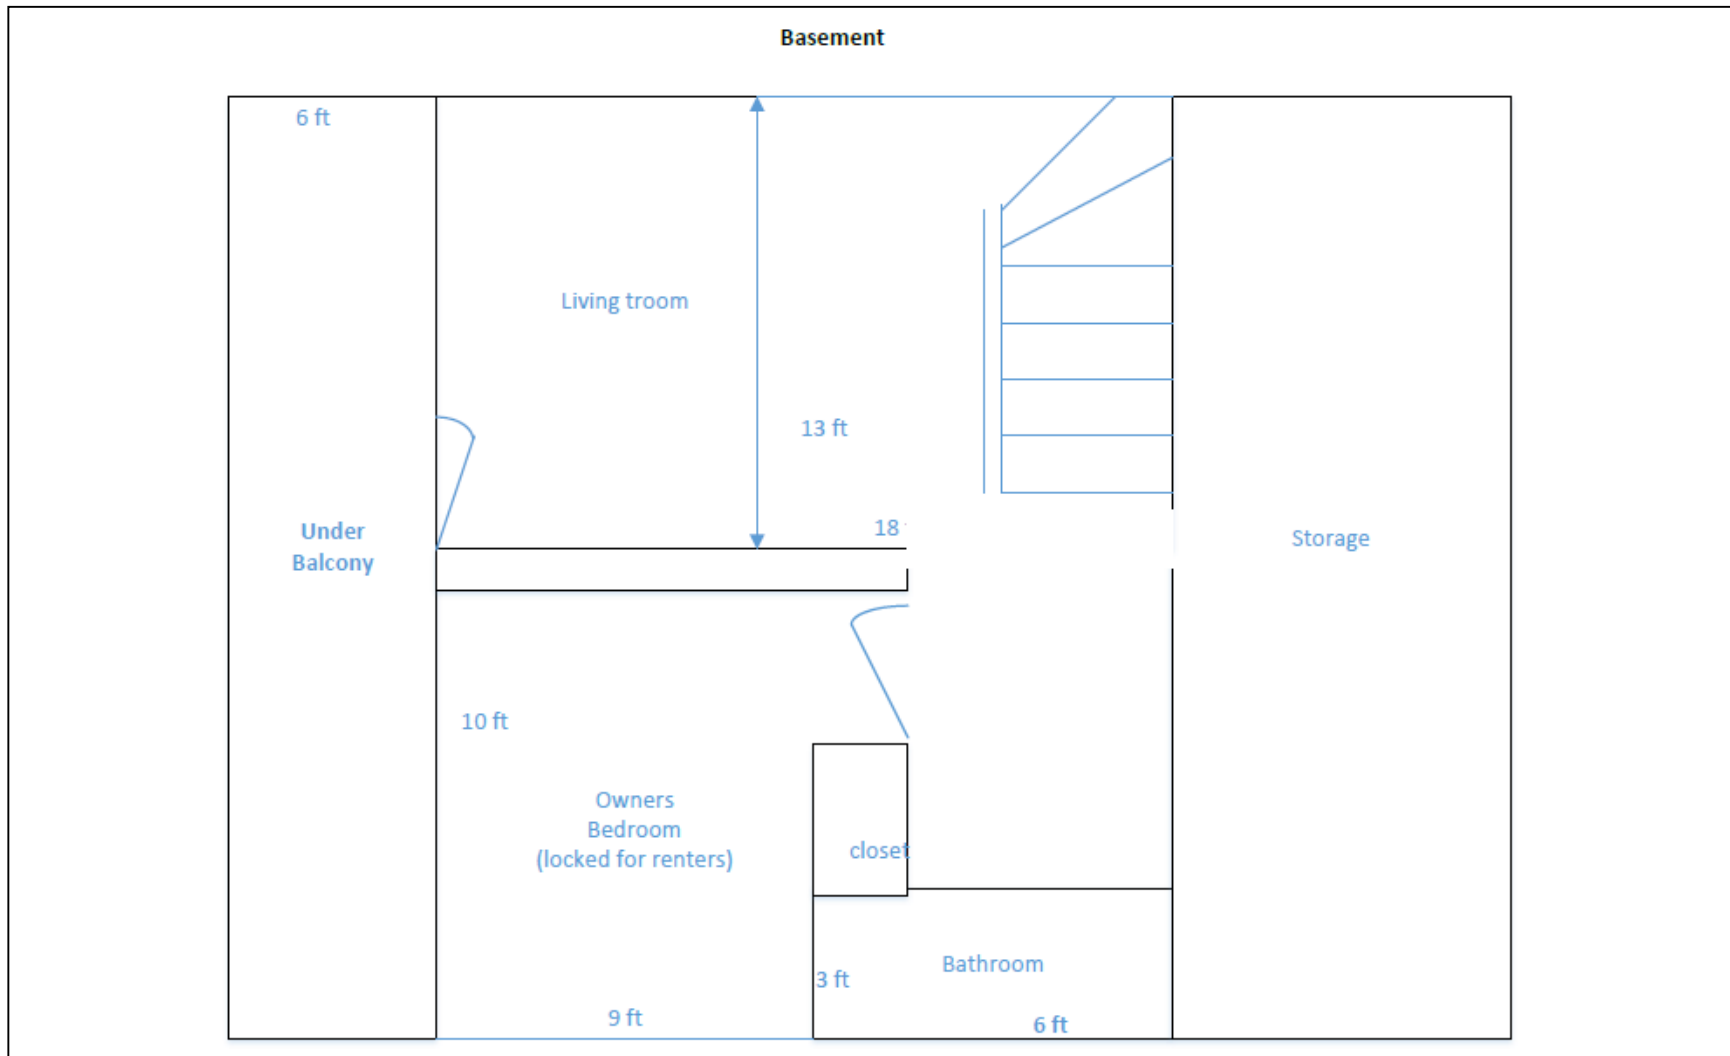 Basement
6 ft
Living troom
13 ft
18
Under
Balcony
Storage
10 ft
Owners
Bedroom
(locked for renters)
closet
Bathroom
3 ft
9 ft
6 ft